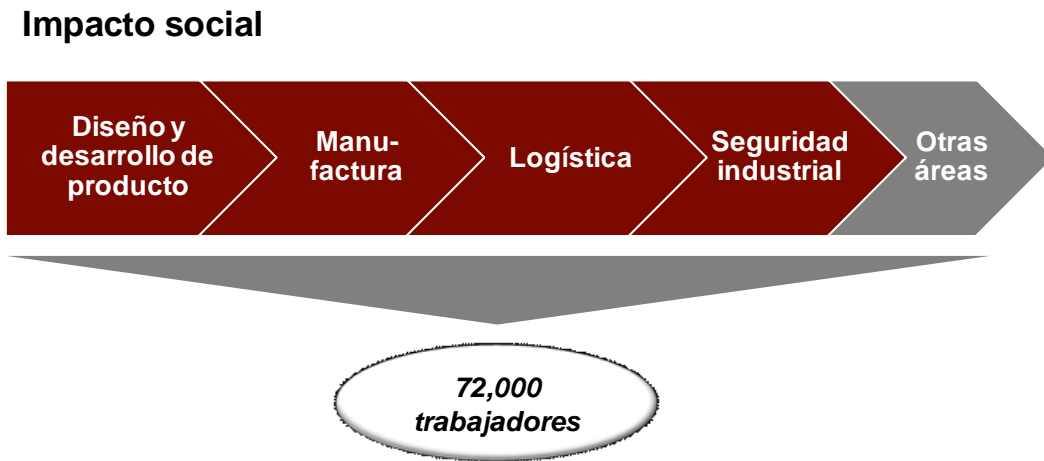 Impacto social
Diseño y
desarrollo de
producto
Manu-
factura
Logística
Seguridad
industrial
Otras
áreas
72,000
trabajadores